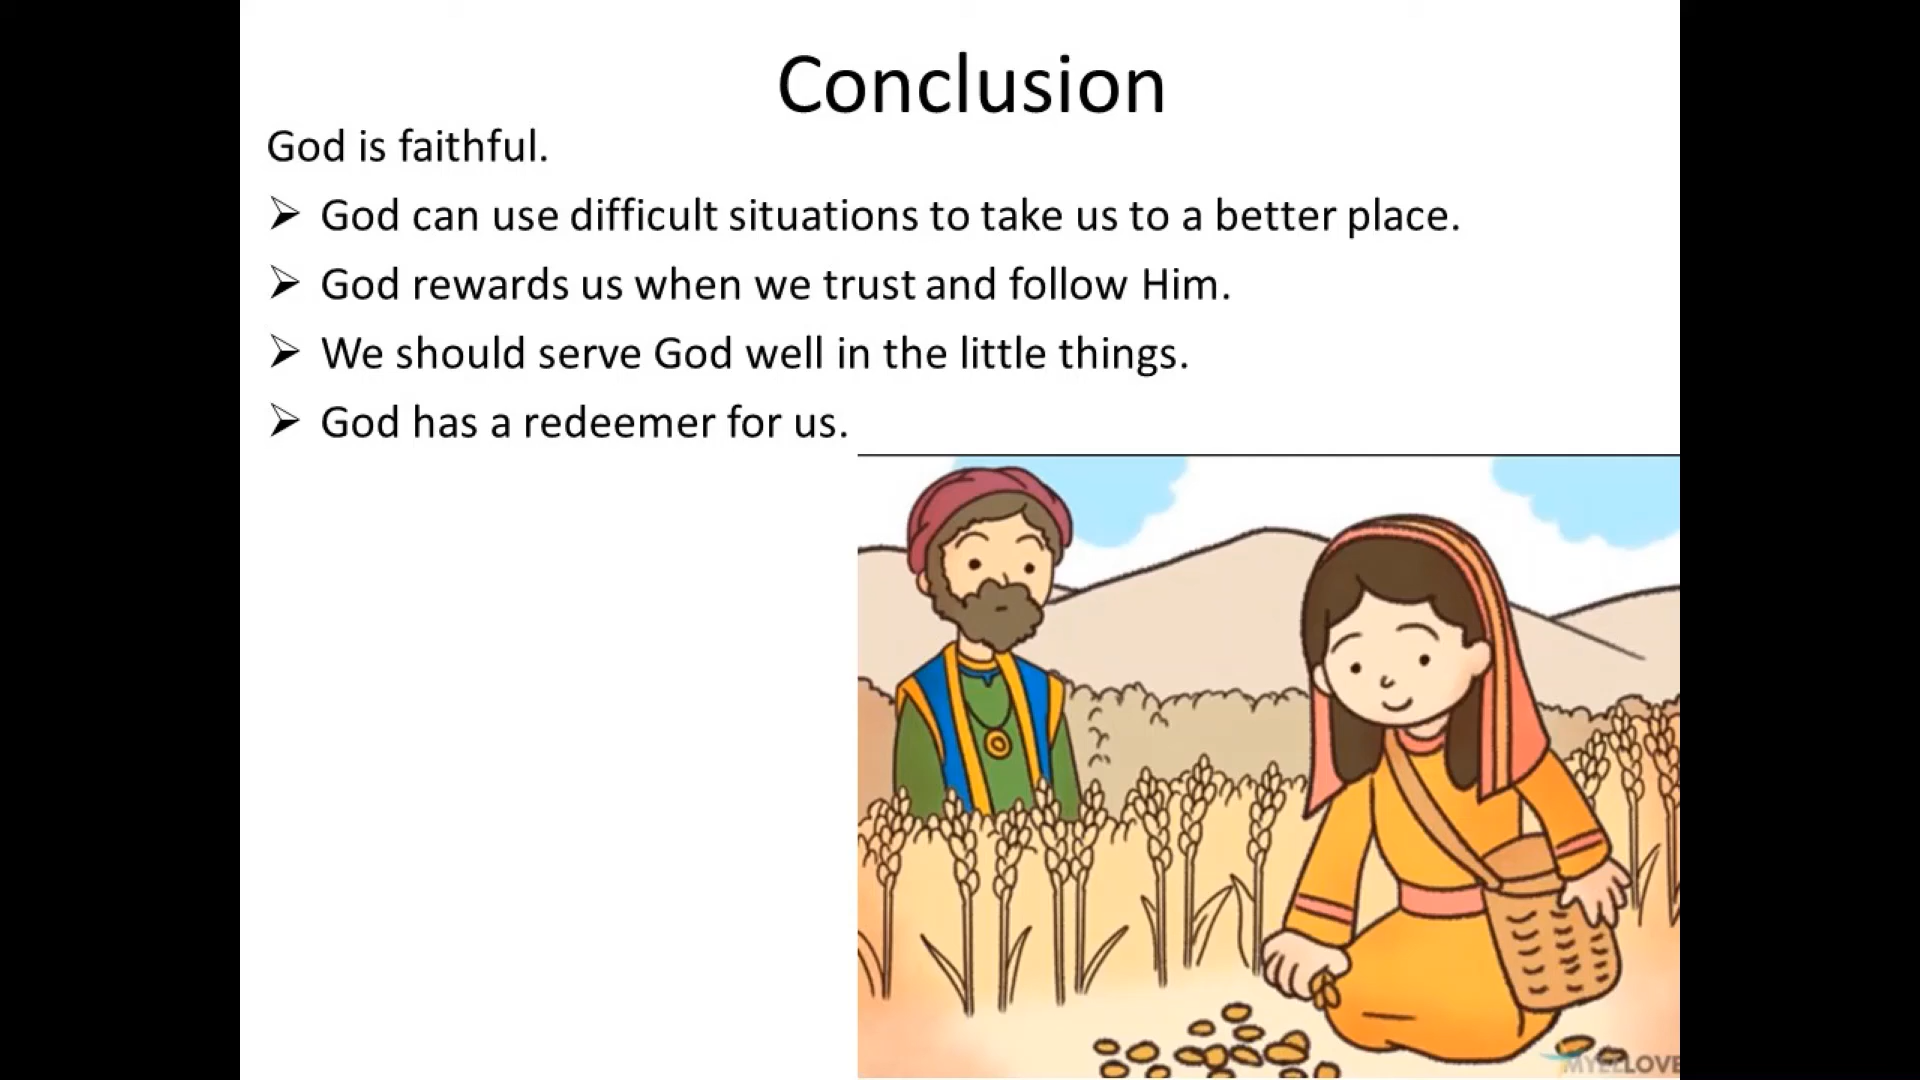 Conclusion
God is faithful.
➢ God can use difficult situations to take us to a better place.
➢ God rewards us when we trust and follow Him.
➢ We should serve God well in the little things.
➢ God has a redeemer for us.